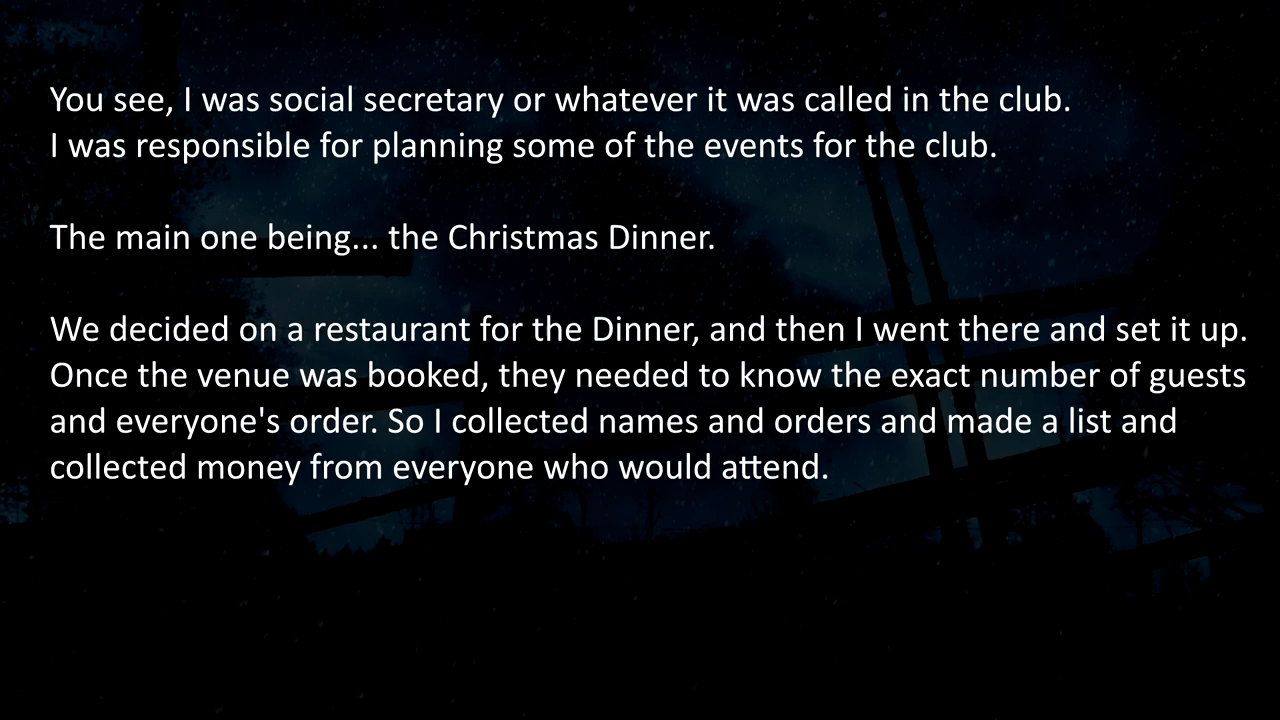 You see, I was social secretary or whatever it was called in the club.
I was responsible for planning some of the events for the club.
The main one being... the Christmas Dinner.
We decided on a restaurant for the Dinner, and then I went there and set it up.
Once the venue was booked, they needed to know the exact number of guests
and everyone's order. So I collected names and orders and made a list and
collected money from everyone who would attend.